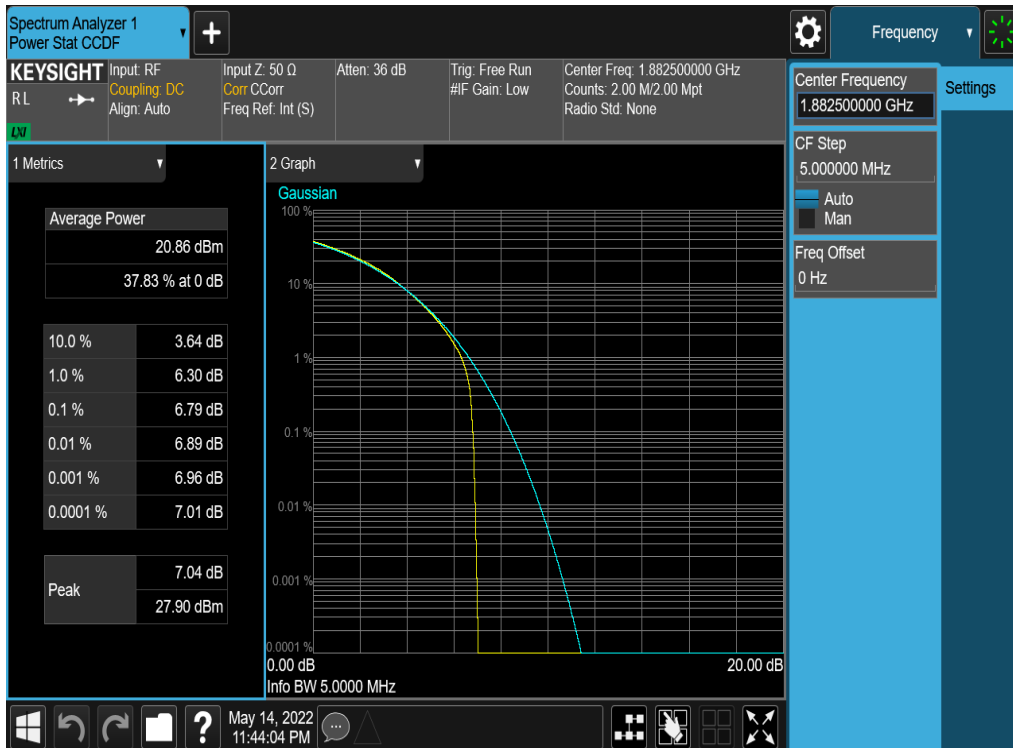 Spectrum Analyzer 1
Power Stat CCDF
+
Frequency
KEYSIGHT
RL
LXI
Input: RF
Coupling: DC
Align: Auto
Input Z: 50 Ω
Corr CCorr
Freq Ref: Int (S)
Atten: 36 dB
Trig: Free Run
#IF Gain: Low
Center Freq: 1.882500000 GHz
Counts: 2.00 M/2.00 Mpt
Radio Std: None
Center Frequency
1.882500000 GHz
Settings
CF Step
5.000000 MHz
Auto
Man
Freq Offset
0 Hz
1 Metrics
Average Power
20.86 dBm
37.83 % at 0 dB
10.0 % 3.64 dB
1.0 % 6.30 dB
0.1 % 6.79 dB
0.01 % 6.89 dB
0.001 % 6.96 dB
0.0001 % 7.01 dB
Peak
7.04 dB
27.90 dBm
2 Graph
Gaussian
100 %
10 %
1 %
0.1 %
0.01 %
0.001 %
0.0001 %
0.00 dB 20.00 dB
Info BW 5.0000 MHz
?
May 14, 2022
11:44:04 PM